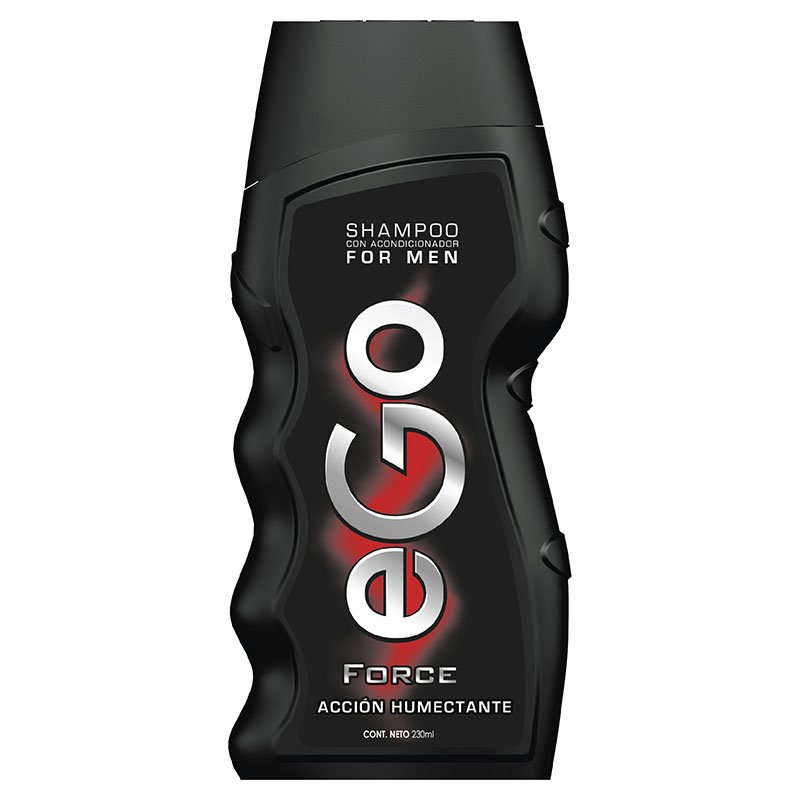 SHAMPOO
CON ACONDICIONADOR
FOR MEN
eGo
FORCE
ACCIÓN HUMECTANTE
CONT. NETO 230ml